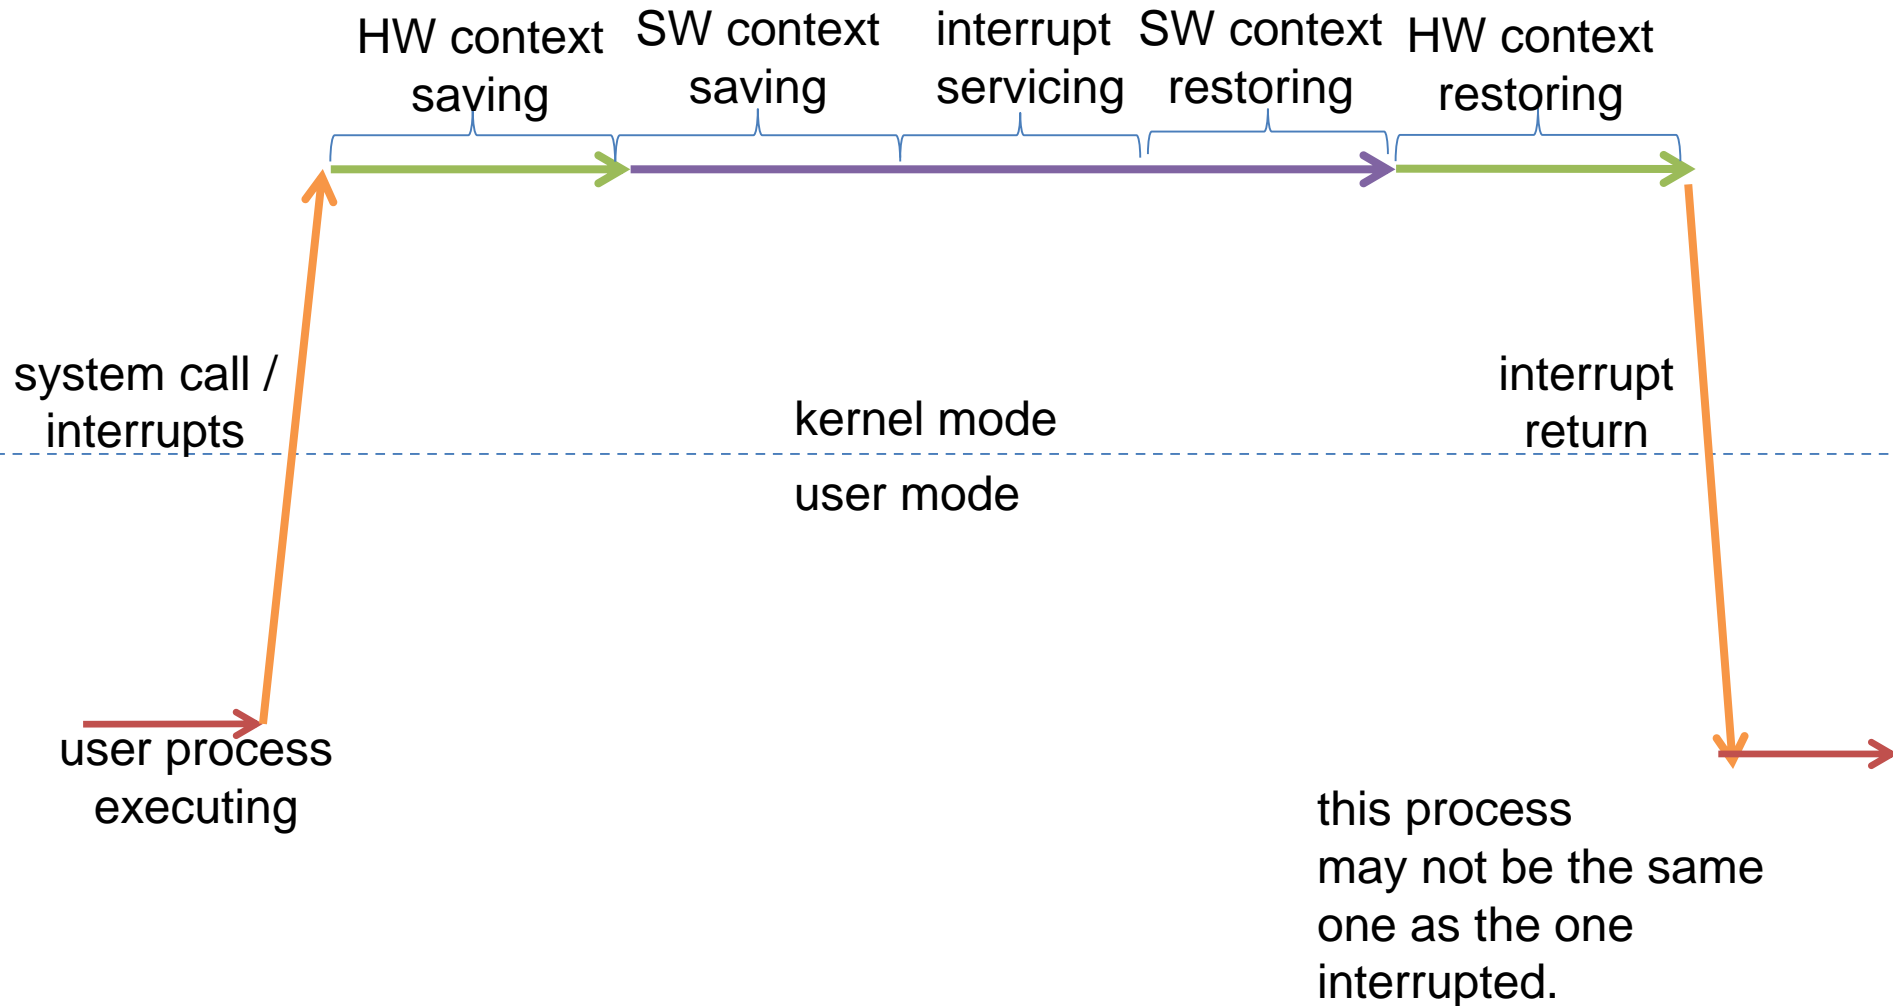 HW context
saving
SW context
saving
interrupt
servicing
SW context
restoring
HW context
restoring
system call /
interrupts
kernel mode
user mode
interrupt
return
user process
executing
this process
may not be the same
one as the one
interrupted.